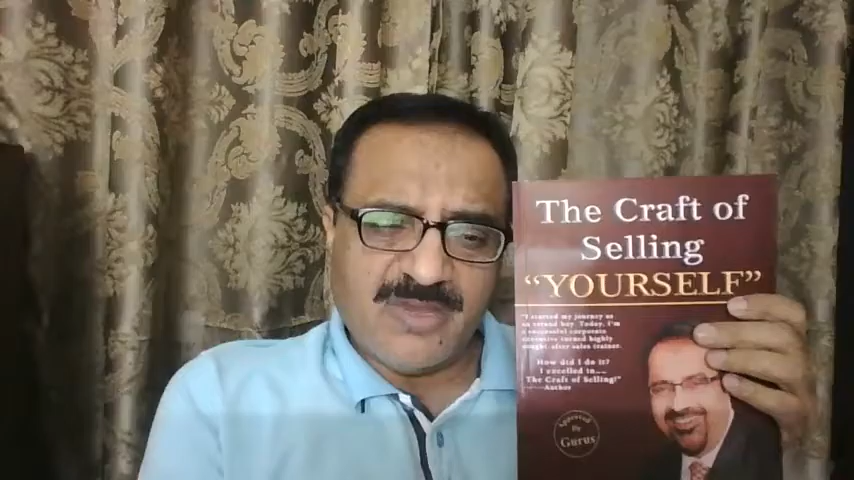 The Craft of
Selling
“YOURSELF”
"I started my journey as
an errand boy. Today, I'm
a successful corporate
executive turned highly
sought-after sales trainer.
How did I do it?
I excelled in....
The Craft of Selling!"
Author
Approved
By
Gurus